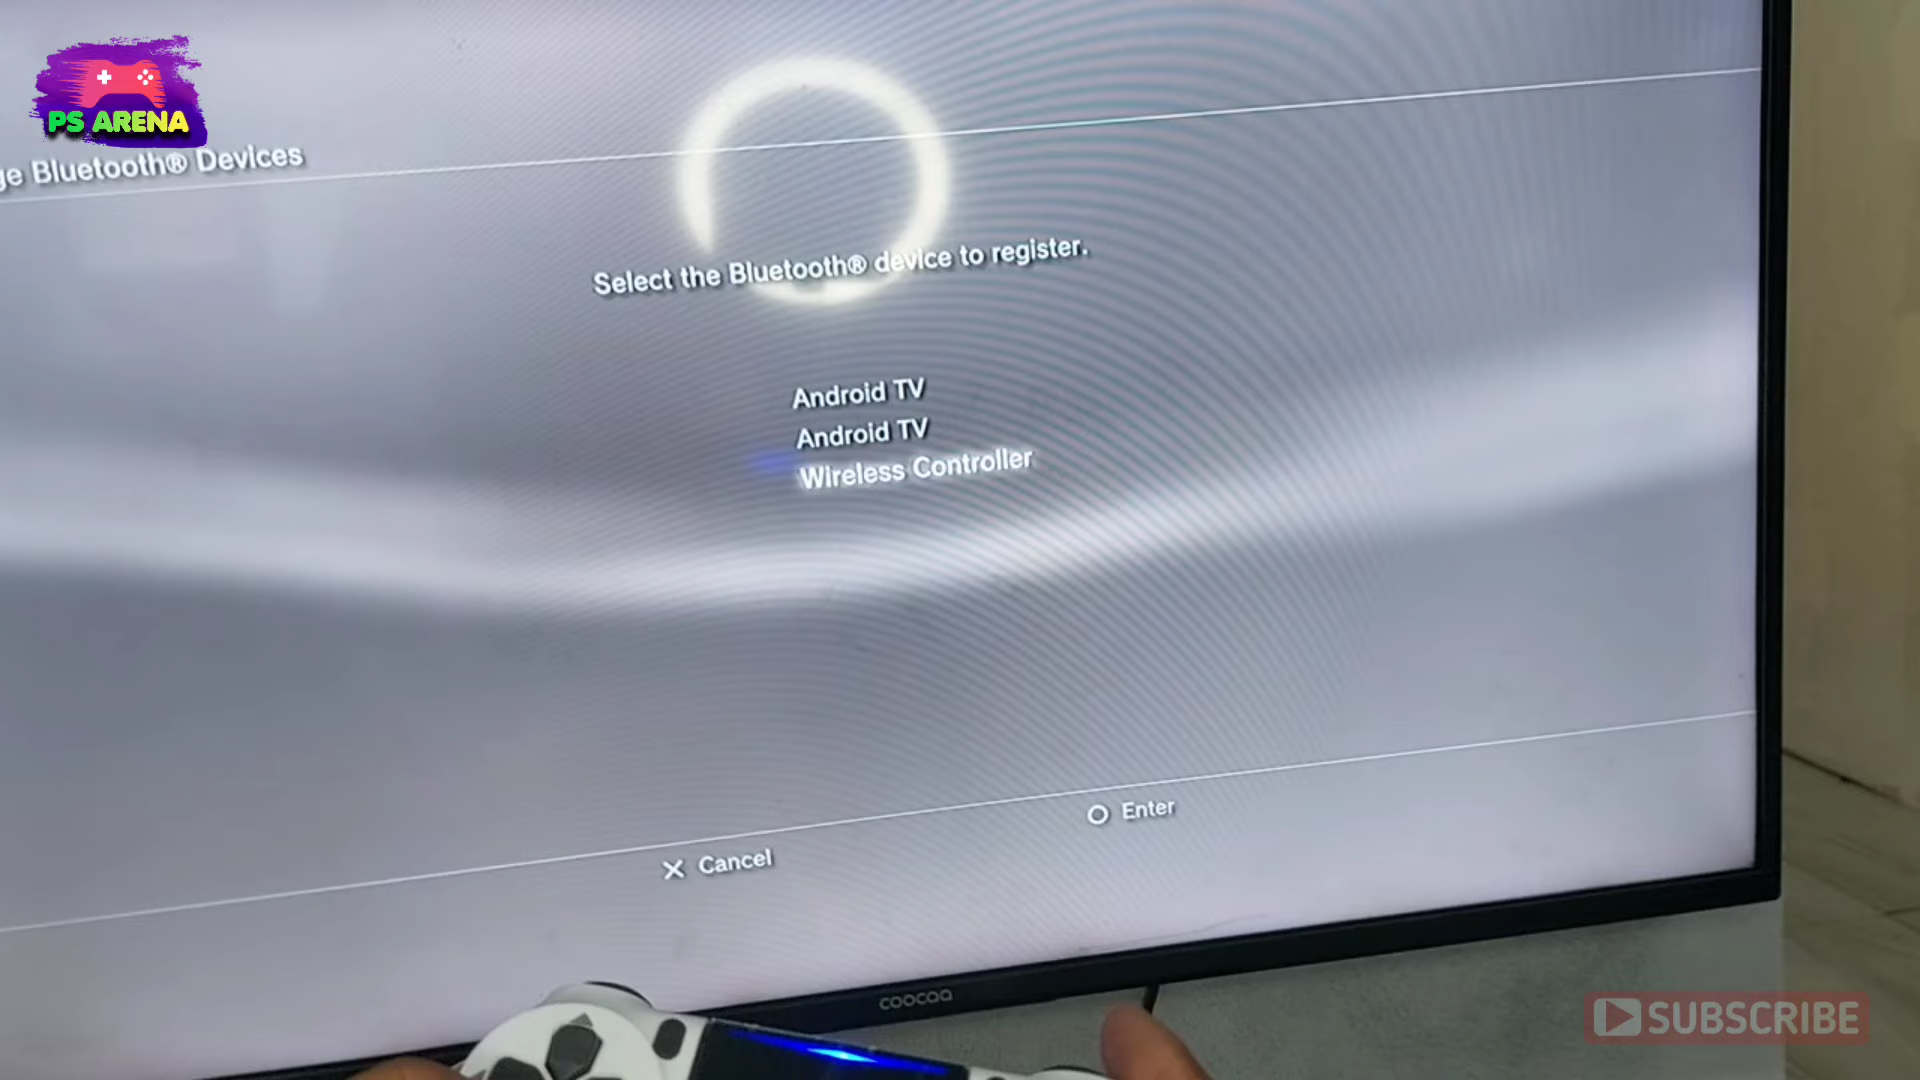 PS ARENA
Bluetooth® Devices
Select the Bluetooth® device to register.
Android TV
Android TV
Wireless Controller
Enter
Cancel
coocaa
SUBSCRIBE